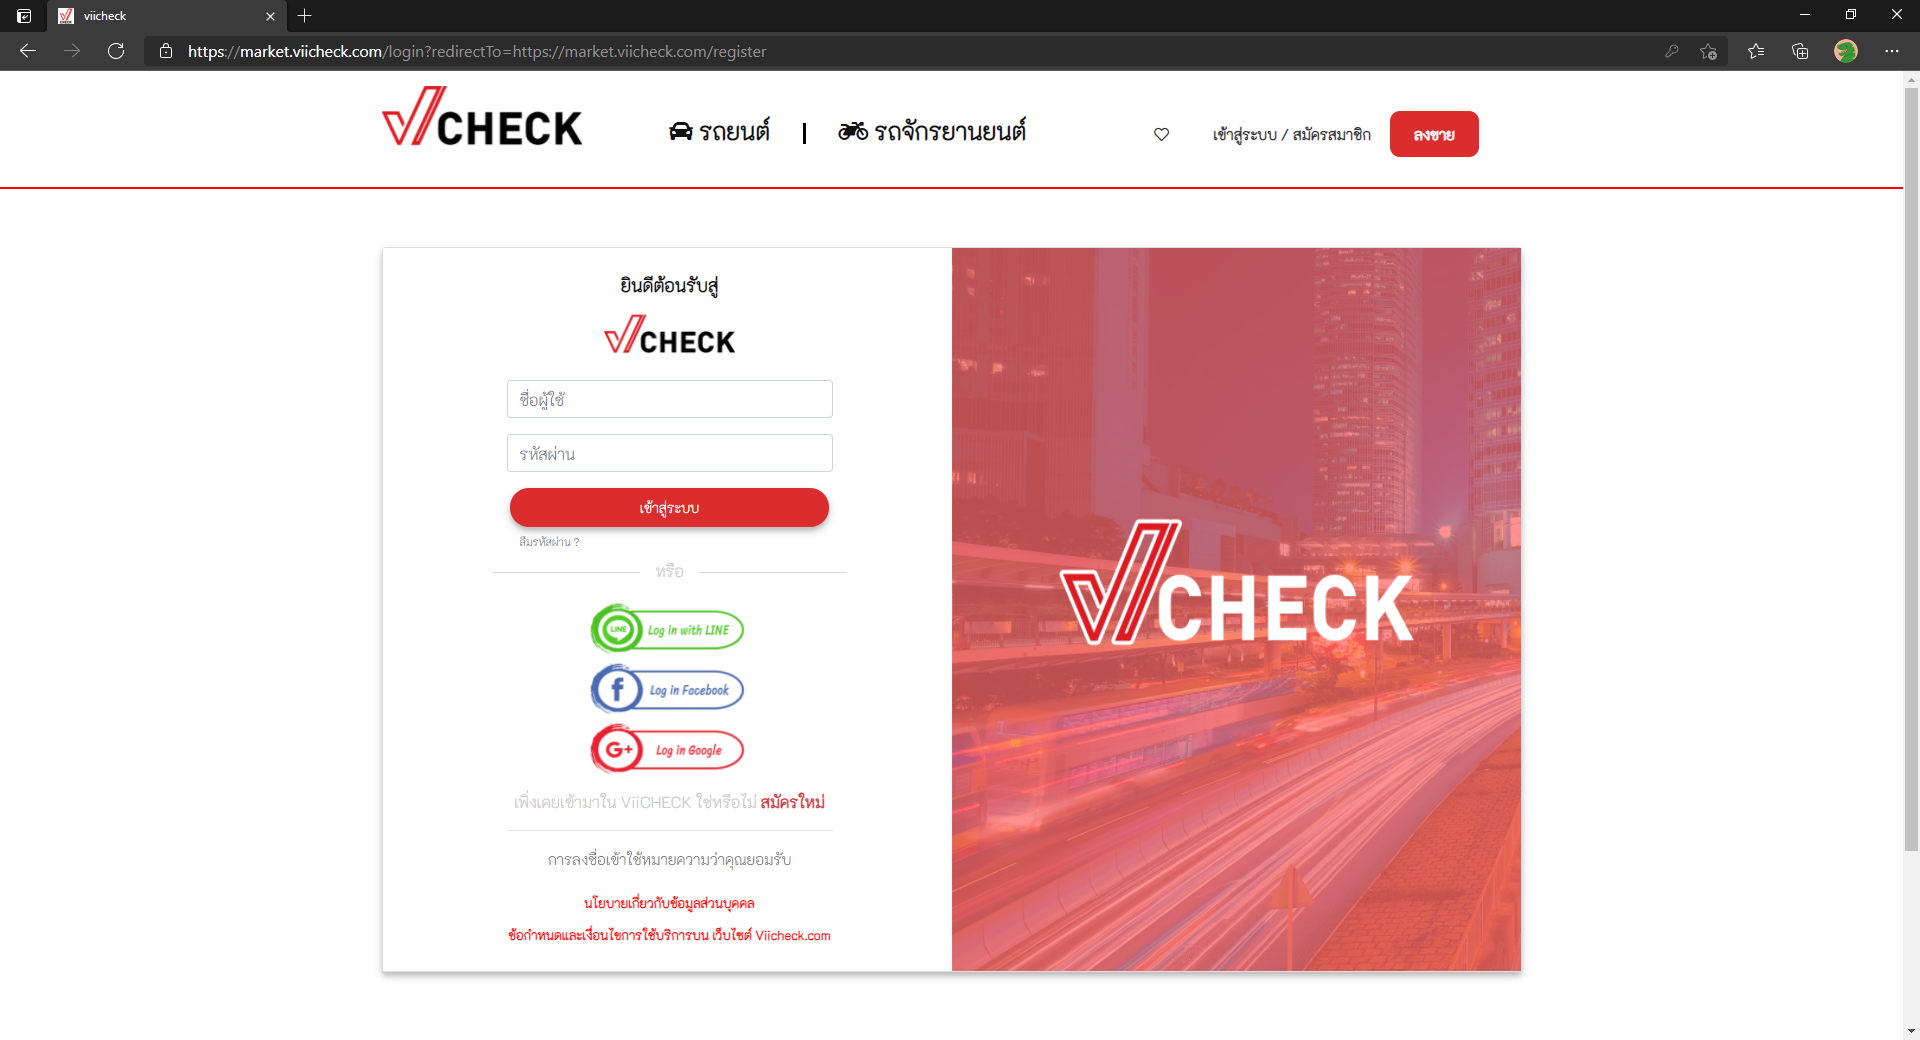 viicheck
https://market.viicheck.com/login?redirectTo=https://market.viicheck.com/register
VCHECK
รถยนต์ | รถจักรยานยนต์
เข้าสู่ระบบ / สมัครสมาชิก
ลงขาย
ยินดีต้อนรับสู่
VCHECK
ชื่อผู้ใช้
รหัสผ่าน
เข้าสู่ระบบ
ลืมรหัสผ่าน ?
หรือ
LINE Log in with LINE
f Log in Facebook
G+ Log in Google
เพิ่งเคยเข้ามาใน ViiCHECK ใช่หรือไม่ สมัครใหม่
การลงชื่อเข้าใช้หมายความว่าคุณยอมรับ
นโยบายเกี่ยวกับข้อมูลส่วนบุคคล
ข้อกำหนดและเงื่อนไขการใช้บริการบน เว็บไซต์ Viicheck.com
VCHECK